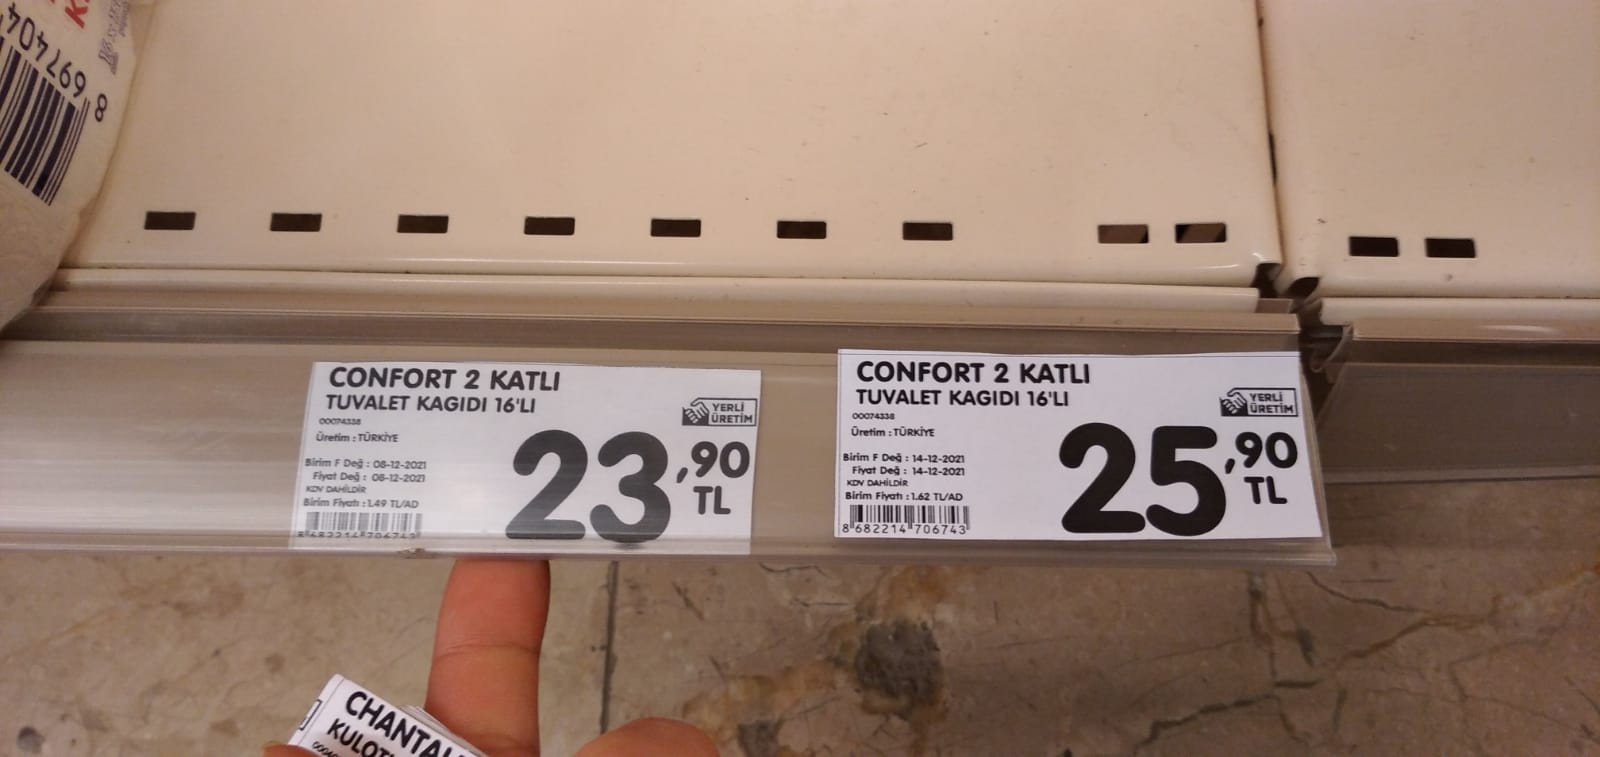 697404
8
CONFORT 2 KATLI
TUVALET KAGIDI 16'LI
00074338
Üretim : TÜRKİYE
YERLİ
ÜRETİM
Birim F Değ : 08-12-2021
Fiyat Değ : 08-12-2021
KDV DAHİLDİR
Birim Fiyatı : 1.49 TL/AD
23,90
TL
8 682214 706743
CONFORT 2 KATLI
TUVALET KAGIDI 16'LI
00074338
Üretim : TÜRKİYE
YERLİ
ÜRETİM
Birim F Değ : 14-12-2021
Fiyat Değ : 14-12-2021
KDV DAHİLDİR
Birim Fiyatı : 1.62 TL/AD
25,90
TL
8 682214 706743
CHANTAL